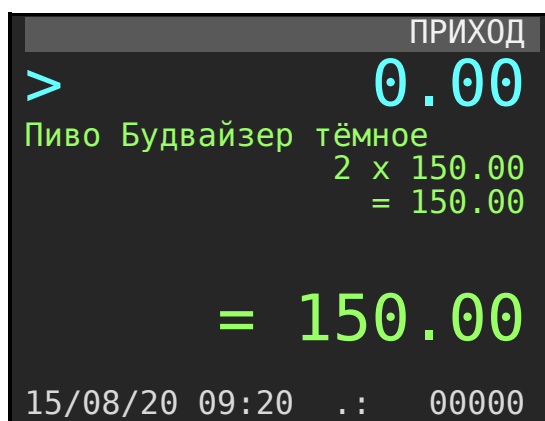 ПРИХОД
> 0.00
Пиво Будвайзер тёмное
2 x 150.00
= 150.00
= 150.00
15/08/20 09:20 .: 00000